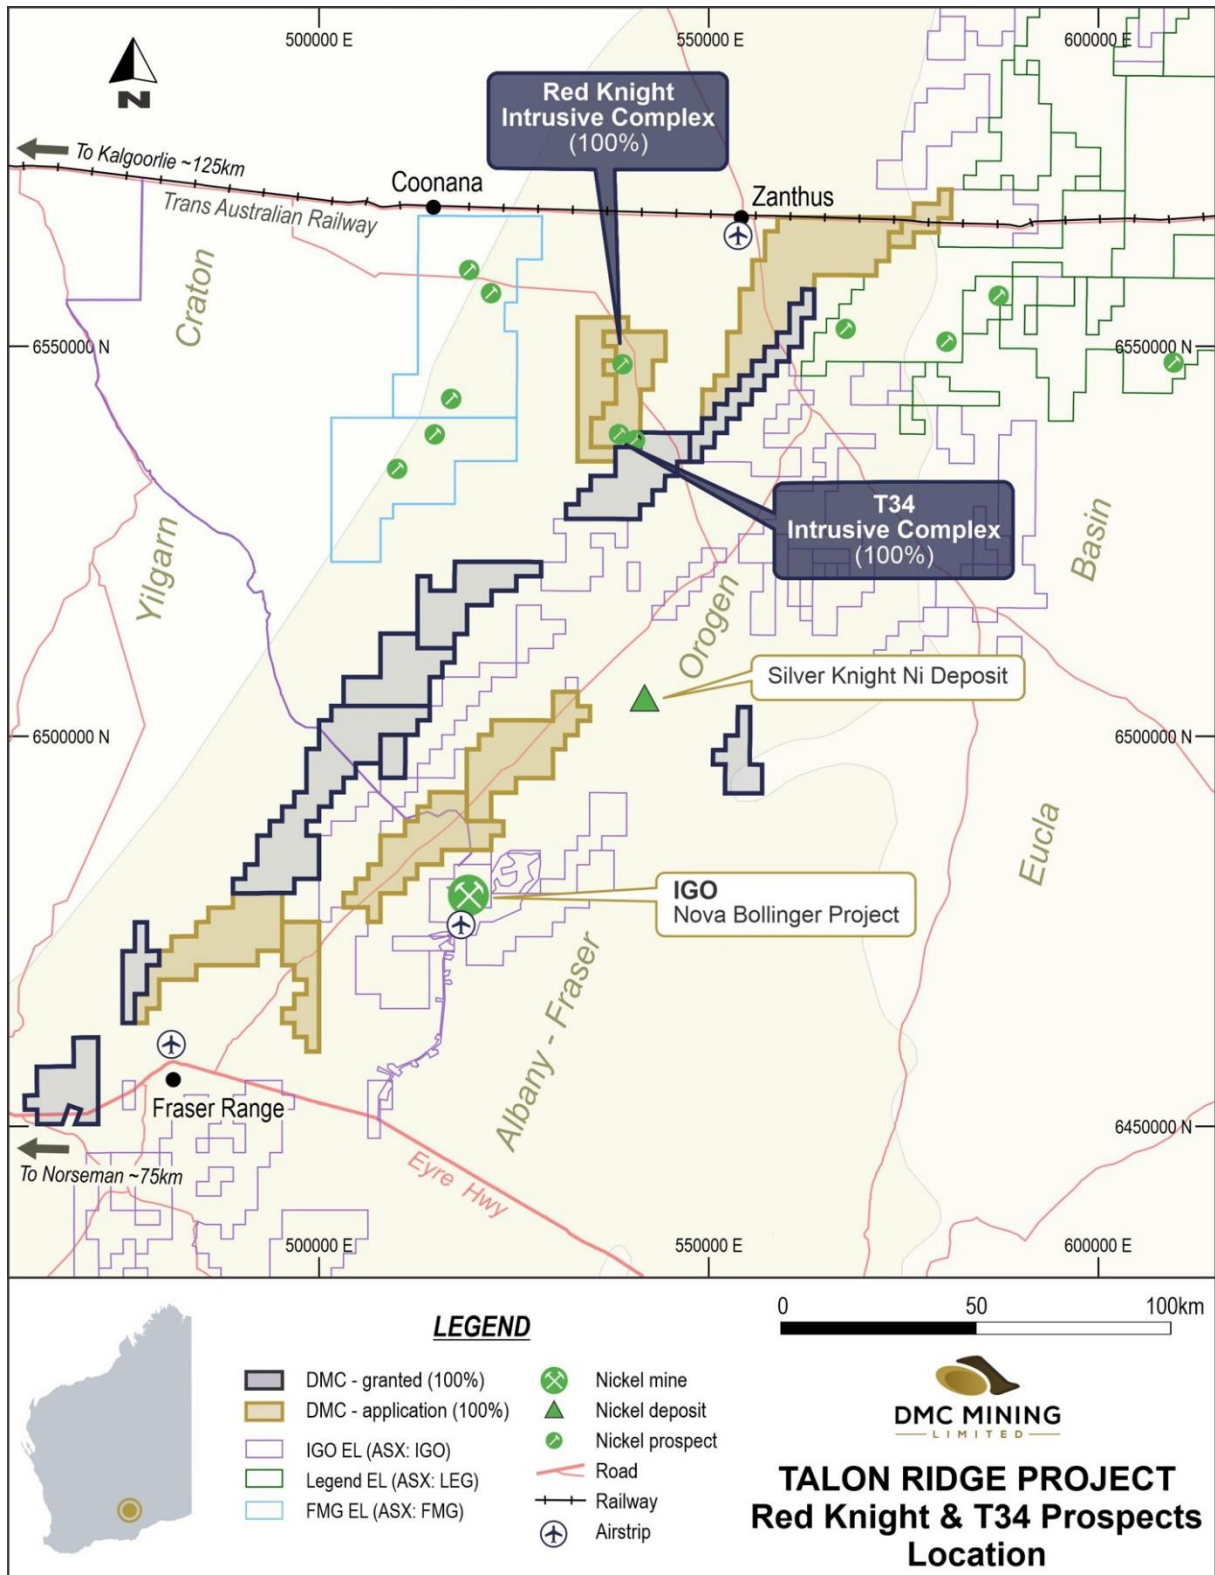 500000 E
550000 E
600000 E
N
Red Knight
Intrusive Complex
(100%)
To Kalgoorlie ~125km
Trans Australian Railway
Coonana
Zanthus
Craton
6550000 N
6550000 N
T34
Intrusive Complex
(100%)
Yilgarn
Basin
Orogen
Silver Knight Ni Deposit
6500000 N
6500000 N
Eucla
IGO
Nova Bollinger Project
Albany - Fraser
Fraser Range
6450000 N
To Norseman ~75km
Eyre Hwy
500000 E
550000 E
600000 E
LEGEND
DMC - granted (100%)
DMC - application (100%)
IGO EL (ASX: IGO)
Legend EL (ASX: LEG)
FMG EL (ASX: FMG)
Nickel mine
Nickel deposit
Nickel prospect
Road
Railway
Airstrip
0 50 100km
DMC MINING
LIMITED
TALON RIDGE PROJECT
Red Knight & T34 Prospects
Location